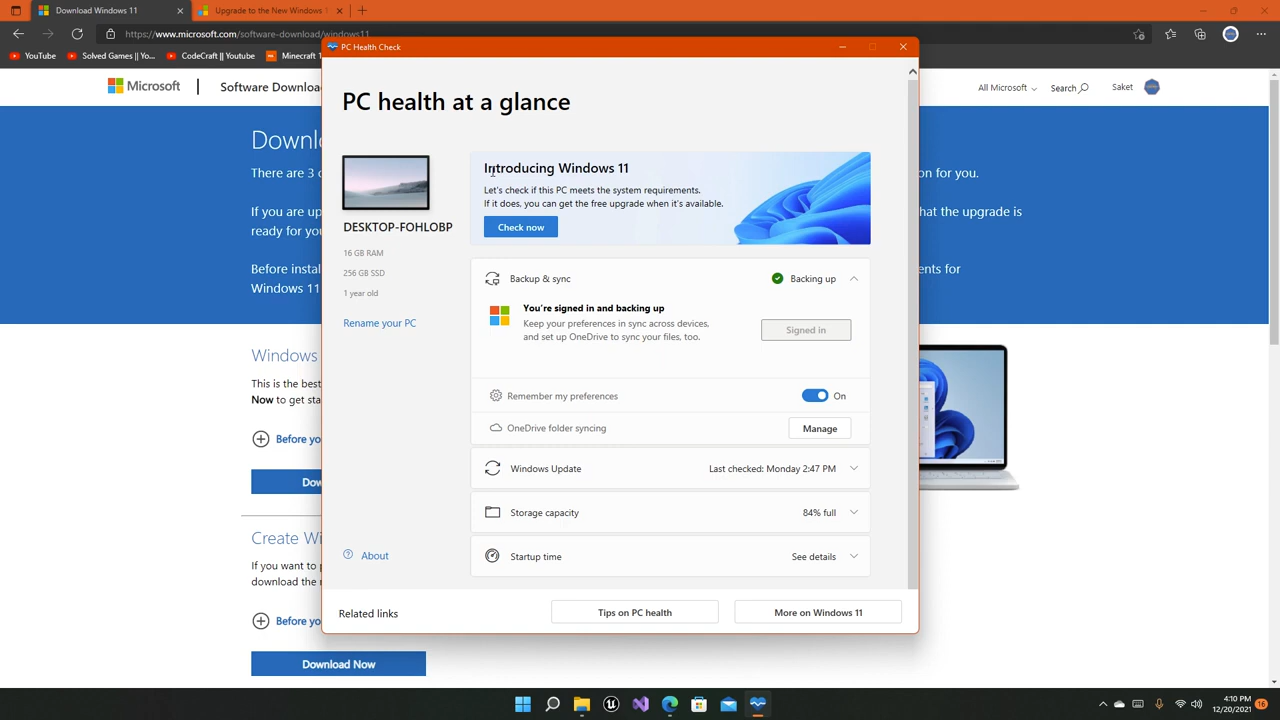 Download Windows 11
Upgrade to the New Windows
https://www.microsoft.com/software-download/windows11
YouTube
Solved Games || Yo...
CodeCraft || Youtube
Minecraft
PC Health Check
Microsoft
Software Downloa
All Microsoft
Search
Saket
Downl
There are 3
on for you.
If you are up
hat the upgrade is
ready for you
Before instal
ents for
Windows 11
PC health at a glance
DESKTOP-FOHLOBP
16 GB RAM
256 GB SSD
1 year old
Rename your PC
Introducing Windows 11
Let's check if this PC meets the system requirements.
If it does, you can get the free upgrade when it's available.
Check now
Backup & sync
Backing up
You're signed in and backing up
Keep your preferences in sync across devices,
and set up OneDrive to sync your files, too.
Signed in
Remember my preferences
On
OneDrive folder syncing
Manage
Windows Update
Last checked: Monday 2:47 PM
Storage capacity
84% full
Startup time
See details
About
Related links
Tips on PC health
More on Windows 11
Windows
This is the best
Now to get sta
Before yo
Dow
Create Wi
If you want to
download the
Before yo
Download Now
4:10 PM
12/20/2021
16